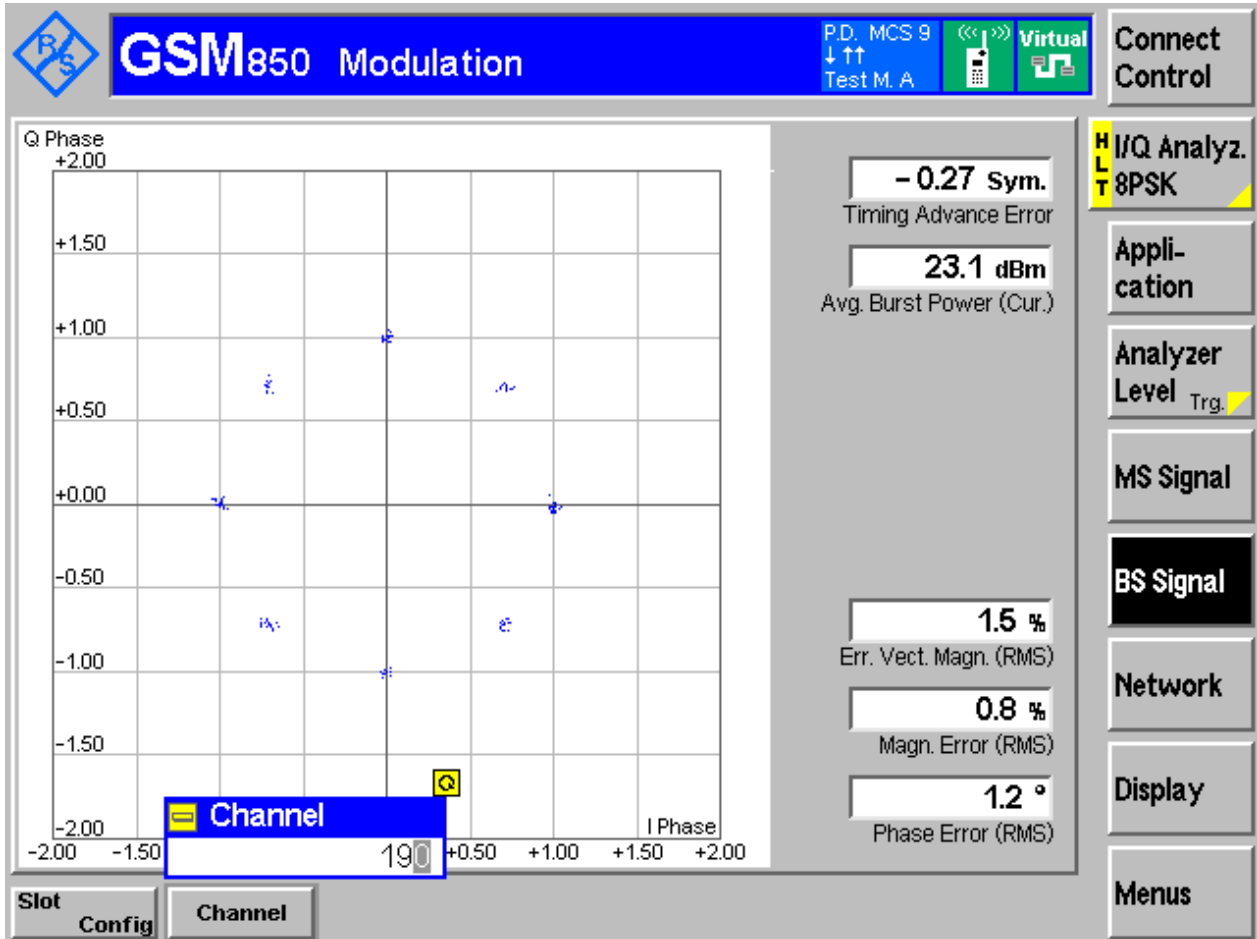 R/S
GSM850 Modulation
P.D. MCS 9
↓ ↑↑
Test M. A
Virtual
Connect
Control
Q Phase
+2.00
+1.50
+1.00
+0.50
+0.00
-0.50
-1.00
-1.50
-2.00
I Phase
-2.00 -1.50 +0.50 +1.00 +1.50 +2.00
Q
Channel
190
- 0.27 Sym.
Timing Advance Error
23.1 dBm
Avg. Burst Power (Cur.)
1.5 %
Err. Vect. Magn. (RMS)
0.8 %
Magn. Error (RMS)
1.2 °
Phase Error (RMS)
HLT
I/Q Analyz.
8PSK
Appli-
cation
Analyzer
Level Trg.
MS Signal
BS Signal
Network
Display
Menus
Slot
Config
Channel